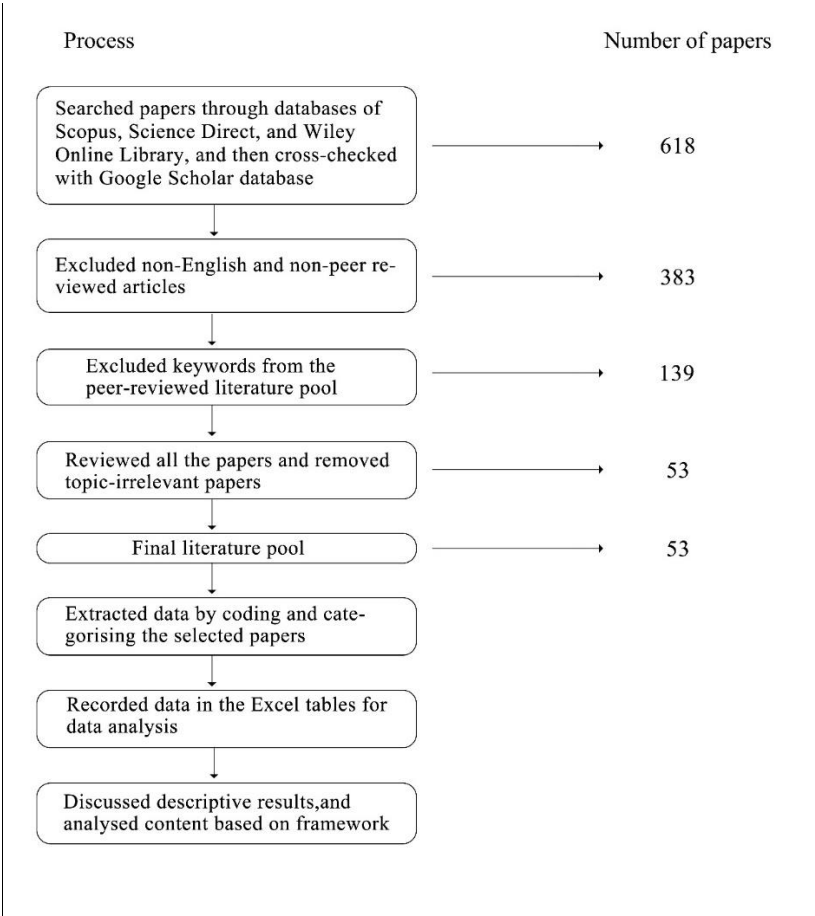 Process
Number of papers
Searched papers through databases of
Scopus, Science Direct, and Wiley
Online Library, and then cross-checked
with Google Scholar database
618
Excluded non-English and non-peer re-
viewed articles
383
Excluded keywords from the
peer-reviewed literature pool
139
Reviewed all the papers and removed
topic-irrelevant papers
53
Final literature pool
53
Extracted data by coding and cate-
gorising the selected papers
Recorded data in the Excel tables for
data analysis
Discussed descriptive results,and
analysed content based on framework